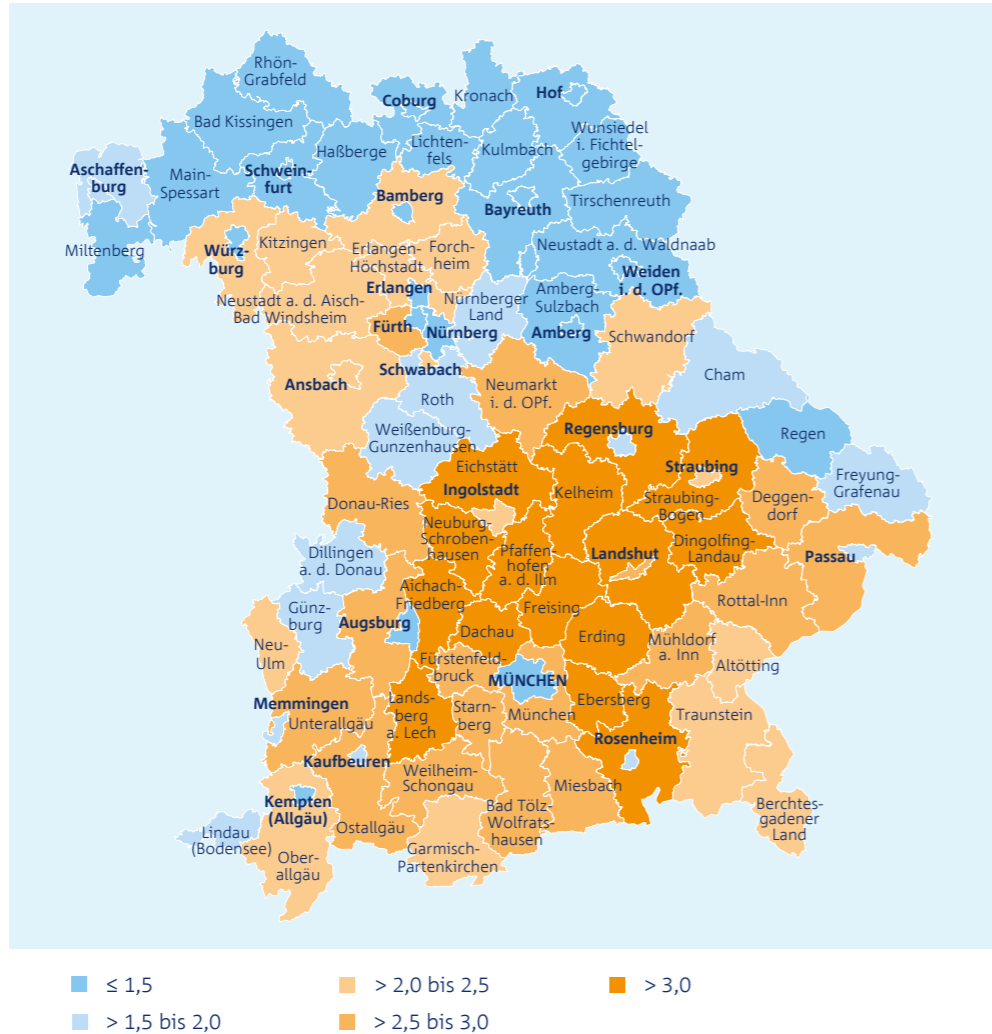 Rhön-
Grabfeld
Coburg
Kronach
Hof
Bad Kissingen
Wunsiedel
i. Fichtel-
gebirge
Lichten-
fels
Kulmbach
Haßberge
Aschaffen-
burg
Main-
Spessart
Schwein-
furt
Bamberg
Bayreuth
Tirschenreuth
Miltenberg
Würz-
burg
Kitzingen
Erlangen-
Höchstadt
Forch-
heim
Neustadt a. d. Waldnaab
Weiden
i. d. OPf.
Erlangen
Nürnberger
Land
Amberg-
Sulzbach
Neustadt a. d. Aisch-
Bad Windsheim
Fürth
Nürnberg
Amberg
Schwandorf
Ansbach
Schwabach
Roth
Neumarkt
i. d. OPf.
Cham
Weißenburg-
Gunzenhausen
Regensburg
Regen
Eichstätt
Straubing
Freyung-
Grafenau
Ingolstadt
Kelheim
Straubing-
Bogen
Deggen-
dorf
Donau-Ries
Neuburg-
Schroben-
hausen
Pfaffen-
hofen
a. d. Ilm
Landshut
Dingolfing-
Landau
Passau
Dillingen
a. d. Donau
Aichach-
Friedberg
Freising
Rottal-Inn
Günz-
burg
Augsburg
Dachau
Erding
Mühldorf
a. Inn
Neu-
Ulm
Fürstenfeld-
bruck
MÜNCHEN
Altötting
Memmingen
Unterallgäu
Lands-
berg
a. Lech
Starn-
berg
München
Ebersberg
Traunstein
Rosenheim
Kaufbeuren
Weilheim-
Schongau
Miesbach
Kempten
(Allgäu)
Bad Tölz-
Wolfrats-
hausen
Berchtes-
gadener
Land
Lindau
(Bodensee)
Ostallgäu
Garmisch-
Partenkirchen
Ober-
allgäu
≤ 1,5
> 2,0 bis 2,5
> 3,0
> 1,5 bis 2,0
> 2,5 bis 3,0